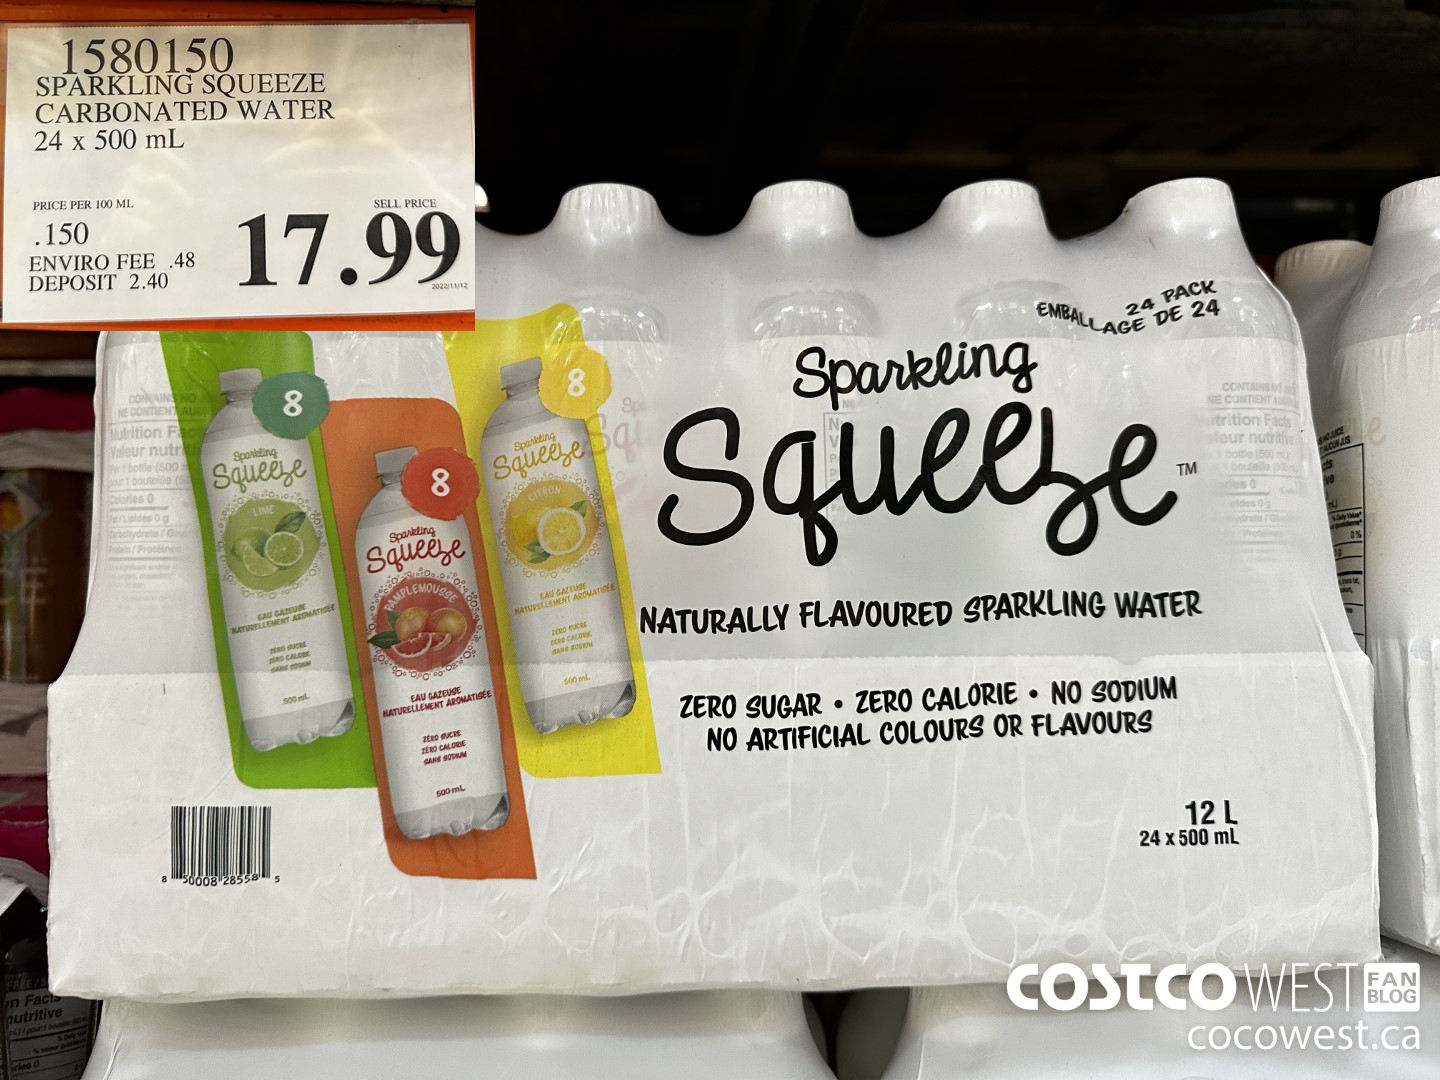 1580150
SPARKLING SQUEEZE
CARBONATED WATER
24 x 500 mL
PRICE PER 100 ML
SELL PRICE
.150
17.99
ENVIRO FEE .48
DEPOSIT 2.40
2022/11/12
24 PACK
EMBALLAGE DE 24
Sparkling
Squeeze
TM
NATURALLY FLAVOURED SPARKLING WATER
ZERO SUGAR • ZERO CALORIE • NO SODIUM
NO ARTIFICIAL COLOURS OR FLAVOURS
12 L
24 x 500 mL
8
Sparkling
Squeeze
LIME
EAU GAZEUSE
NATURELLEMENT AROMATISÉE
ZÉRO SUCRE
ZÉRO CALORIE
SANS SODIUM
500 mL
8
Sparkling
Squeeze
PAMPLEMOUSSE
EAU GAZEUSE
NATURELLEMENT AROMATISÉE
ZÉRO SUCRE
ZÉRO CALORIE
SANS SODIUM
500 mL
8
Sparkling
Squeeze
CITRON
EAU GAZEUSE
NATURELLEMENT AROMATISÉE
ZÉRO SUCRE
ZÉRO CALORIE
SANS SODIUM
500 mL
8 50008 28558 5
COSTCO WEST FAN BLOG
cocowest.ca